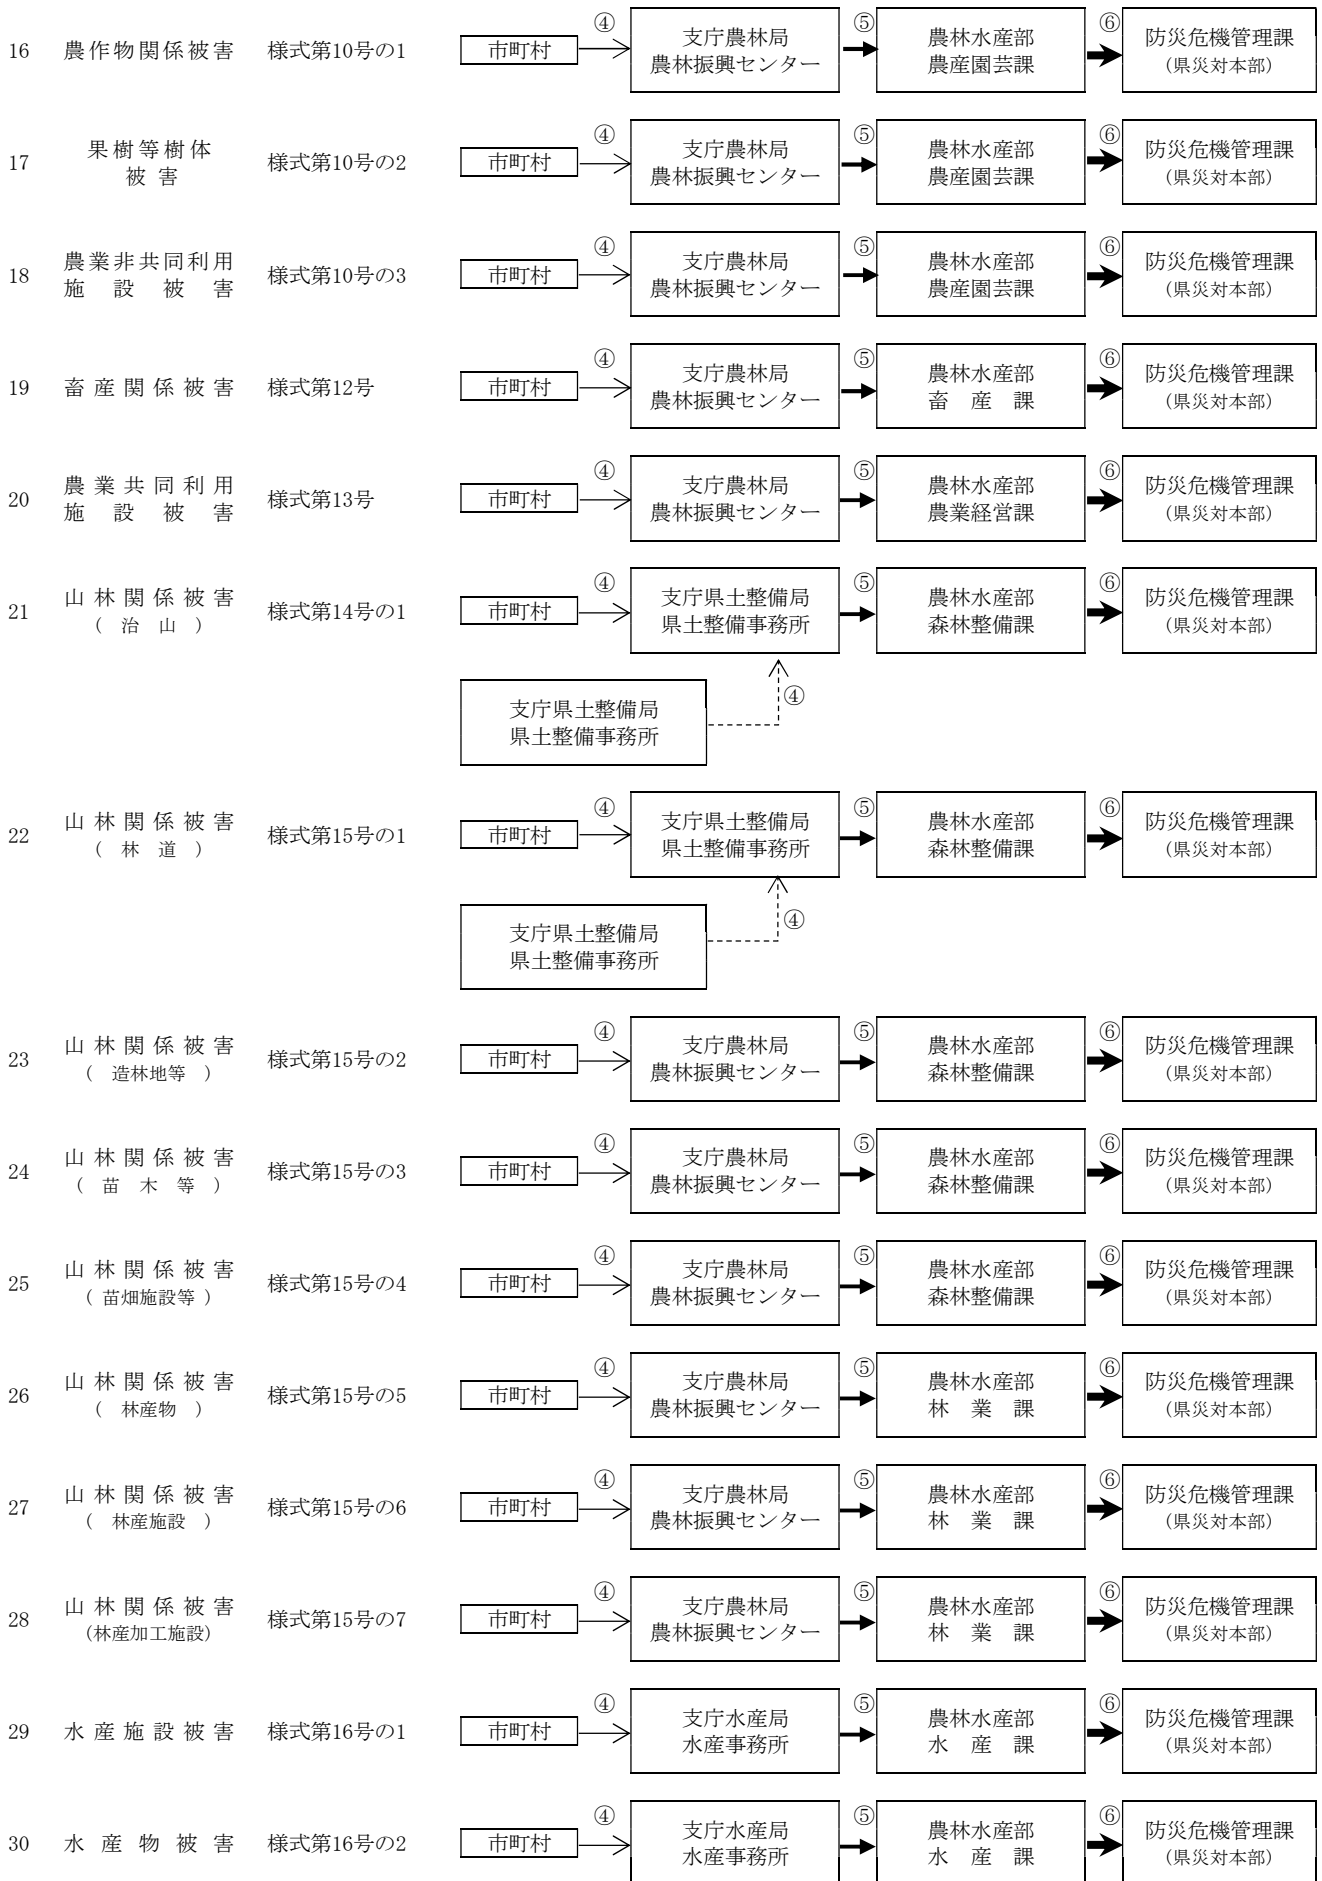 ④ ⑤ ⑥
16 農作物関係被害 様式第10号の1 市町村 支庁農林局 農林水産部 防災危機管理課
農林振興センター 農産園芸課 (県災対本部)
④ ⑤ ⑥
17 果樹等樹体 様式第10号の2 市町村 支庁農林局 農林水産部 防災危機管理課
被害 農林振興センター 農産園芸課 (県災対本部)
④ ⑤ ⑥
18 農業非共同利用 様式第10号の3 市町村 支庁農林局 農林水産部 防災危機管理課
施設被害 農林振興センター 農産園芸課 (県災対本部)
④ ⑤ ⑥
19 畜産関係被害 様式第12号 市町村 支庁農林局 農林水産部 防災危機管理課
農林振興センター 畜産課 (県災対本部)
④ ⑤ ⑥
20 農業共同利用 様式第13号 市町村 支庁農林局 農林水産部 防災危機管理課
施設被害 農林振興センター 農業経営課 (県災対本部)
④ ⑤ ⑥
21 山林関係被害 様式第14号の1 市町村 支庁県土整備局 農林水産部 防災危機管理課
(治山) 県土整備事務所 森林整備課 (県災対本部)
④
支庁県土整備局
県土整備事務所
④ ⑤ ⑥
22 山林関係被害 様式第15号の1 市町村 支庁県土整備局 農林水産部 防災危機管理課
(林道) 県土整備事務所 森林整備課 (県災対本部)
④
支庁県土整備局
県土整備事務所
④ ⑤ ⑥
23 山林関係被害 様式第15号の2 市町村 支庁農林局 農林水産部 防災危機管理課
(造林地等) 農林振興センター 森林整備課 (県災対本部)
④ ⑤ ⑥
24 山林関係被害 様式第15号の3 市町村 支庁農林局 農林水産部 防災危機管理課
(苗木等) 農林振興センター 森林整備課 (県災対本部)
④ ⑤ ⑥
25 山林関係被害 様式第15号の4 市町村 支庁農林局 農林水産部 防災危機管理課
(苗畑施設等) 農林振興センター 森林整備課 (県災対本部)
④ ⑤ ⑥
26 山林関係被害 様式第15号の5 市町村 支庁農林局 農林水産部 防災危機管理課
(林産物) 農林振興センター 林業課 (県災対本部)
④ ⑤ ⑥
27 山林関係被害 様式第15号の6 市町村 支庁農林局 農林水産部 防災危機管理課
(林産施設) 農林振興センター 林業課 (県災対本部)
④ ⑤ ⑥
28 山林関係被害 様式第15号の7 市町村 支庁農林局 農林水産部 防災危機管理課
(林産加工施設) 農林振興センター 林業課 (県災対本部)
④ ⑤ ⑥
29 水産施設被害 様式第16号の1 市町村 支庁水産局 農林水産部 防災危機管理課
水産事務所 水産課 (県災対本部)
④ ⑤ ⑥
30 水産物被害 様式第16号の2 市町村 支庁水産局 農林水産部 防災危機管理課
水産事務所 水産課 (県災対本部)